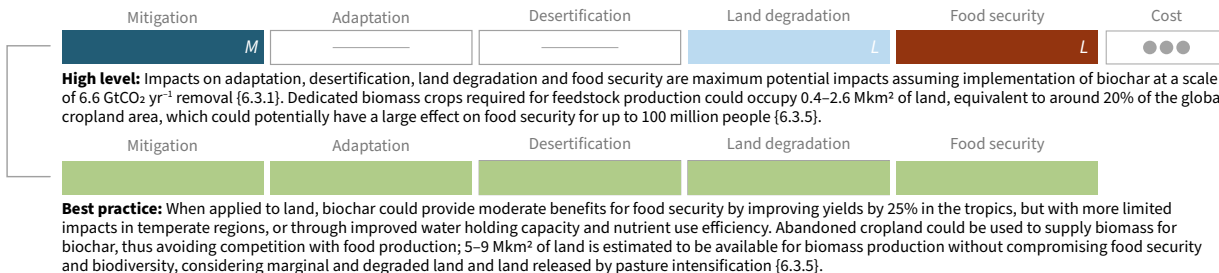 Mitigation Adaptation Desertification Land degradation Food security Cost
M L L
High level: Impacts on adaptation, desertification, land degradation and food security are maximum potential impacts assuming implementation of biochar at a scale
of 6.6 GtCO₂ yr⁻¹ removal {6.3.1}. Dedicated biomass crops required for feedstock production could occupy 0.4–2.6 Mkm² of land, equivalent to around 20% of the global
cropland area, which could potentially have a large effect on food security for up to 100 million people {6.3.5}.
Mitigation Adaptation Desertification Land degradation Food security
Best practice: When applied to land, biochar could provide moderate benefits for food security by improving yields by 25% in the tropics, but with more limited
impacts in temperate regions, or through improved water holding capacity and nutrient use efficiency. Abandoned cropland could be used to supply biomass for
biochar, thus avoiding competition with food production; 5–9 Mkm² of land is estimated to be available for biomass production without compromising food security
and biodiversity, considering marginal and degraded land and land released by pasture intensification {6.3.5}.